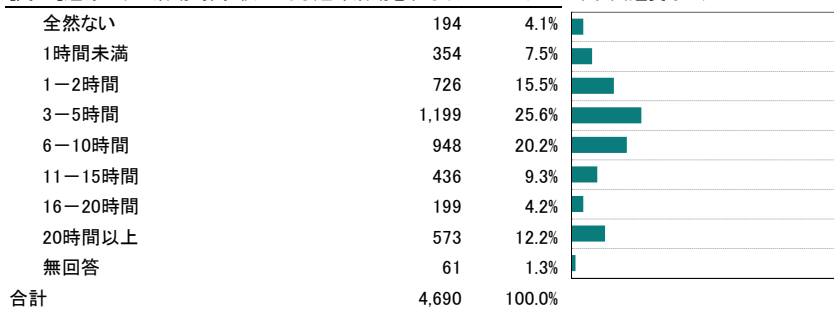 全然ない 194 4.1%
1時間未満 354 7.5%
1－2時間 726 15.5%
3－5時間 1,199 25.6%
6－10時間 948 20.2%
11－15時間 436 9.3%
16－20時間 199 4.2%
20時間以上 573 12.2%
無回答 61 1.3%
合計 4,690 100.0%